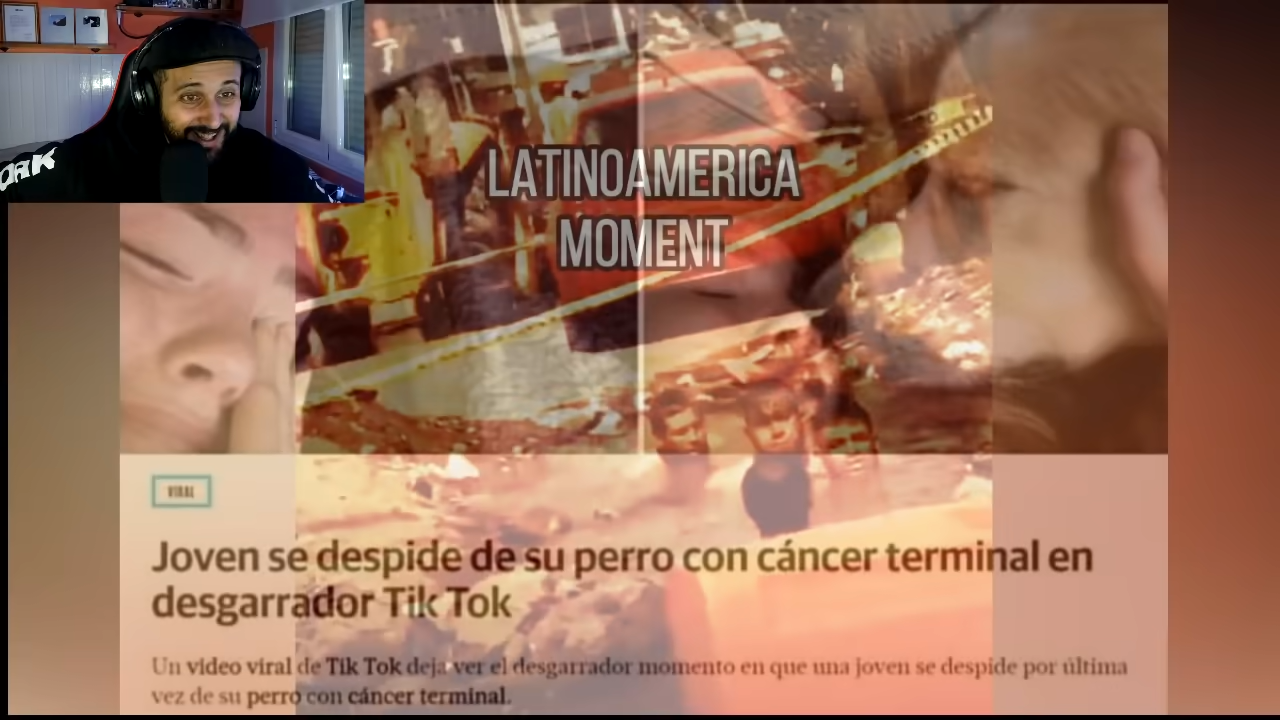 ARK
LATINOAMERICA
MOMENT
VIRAL
Joven se despide de su perro con cáncer terminal en
desgarrador Tik Tok
Un video viral de Tik Tok deja ver el desgarrador momento en que una joven se despide por última
vez de su perro con cáncer terminal.